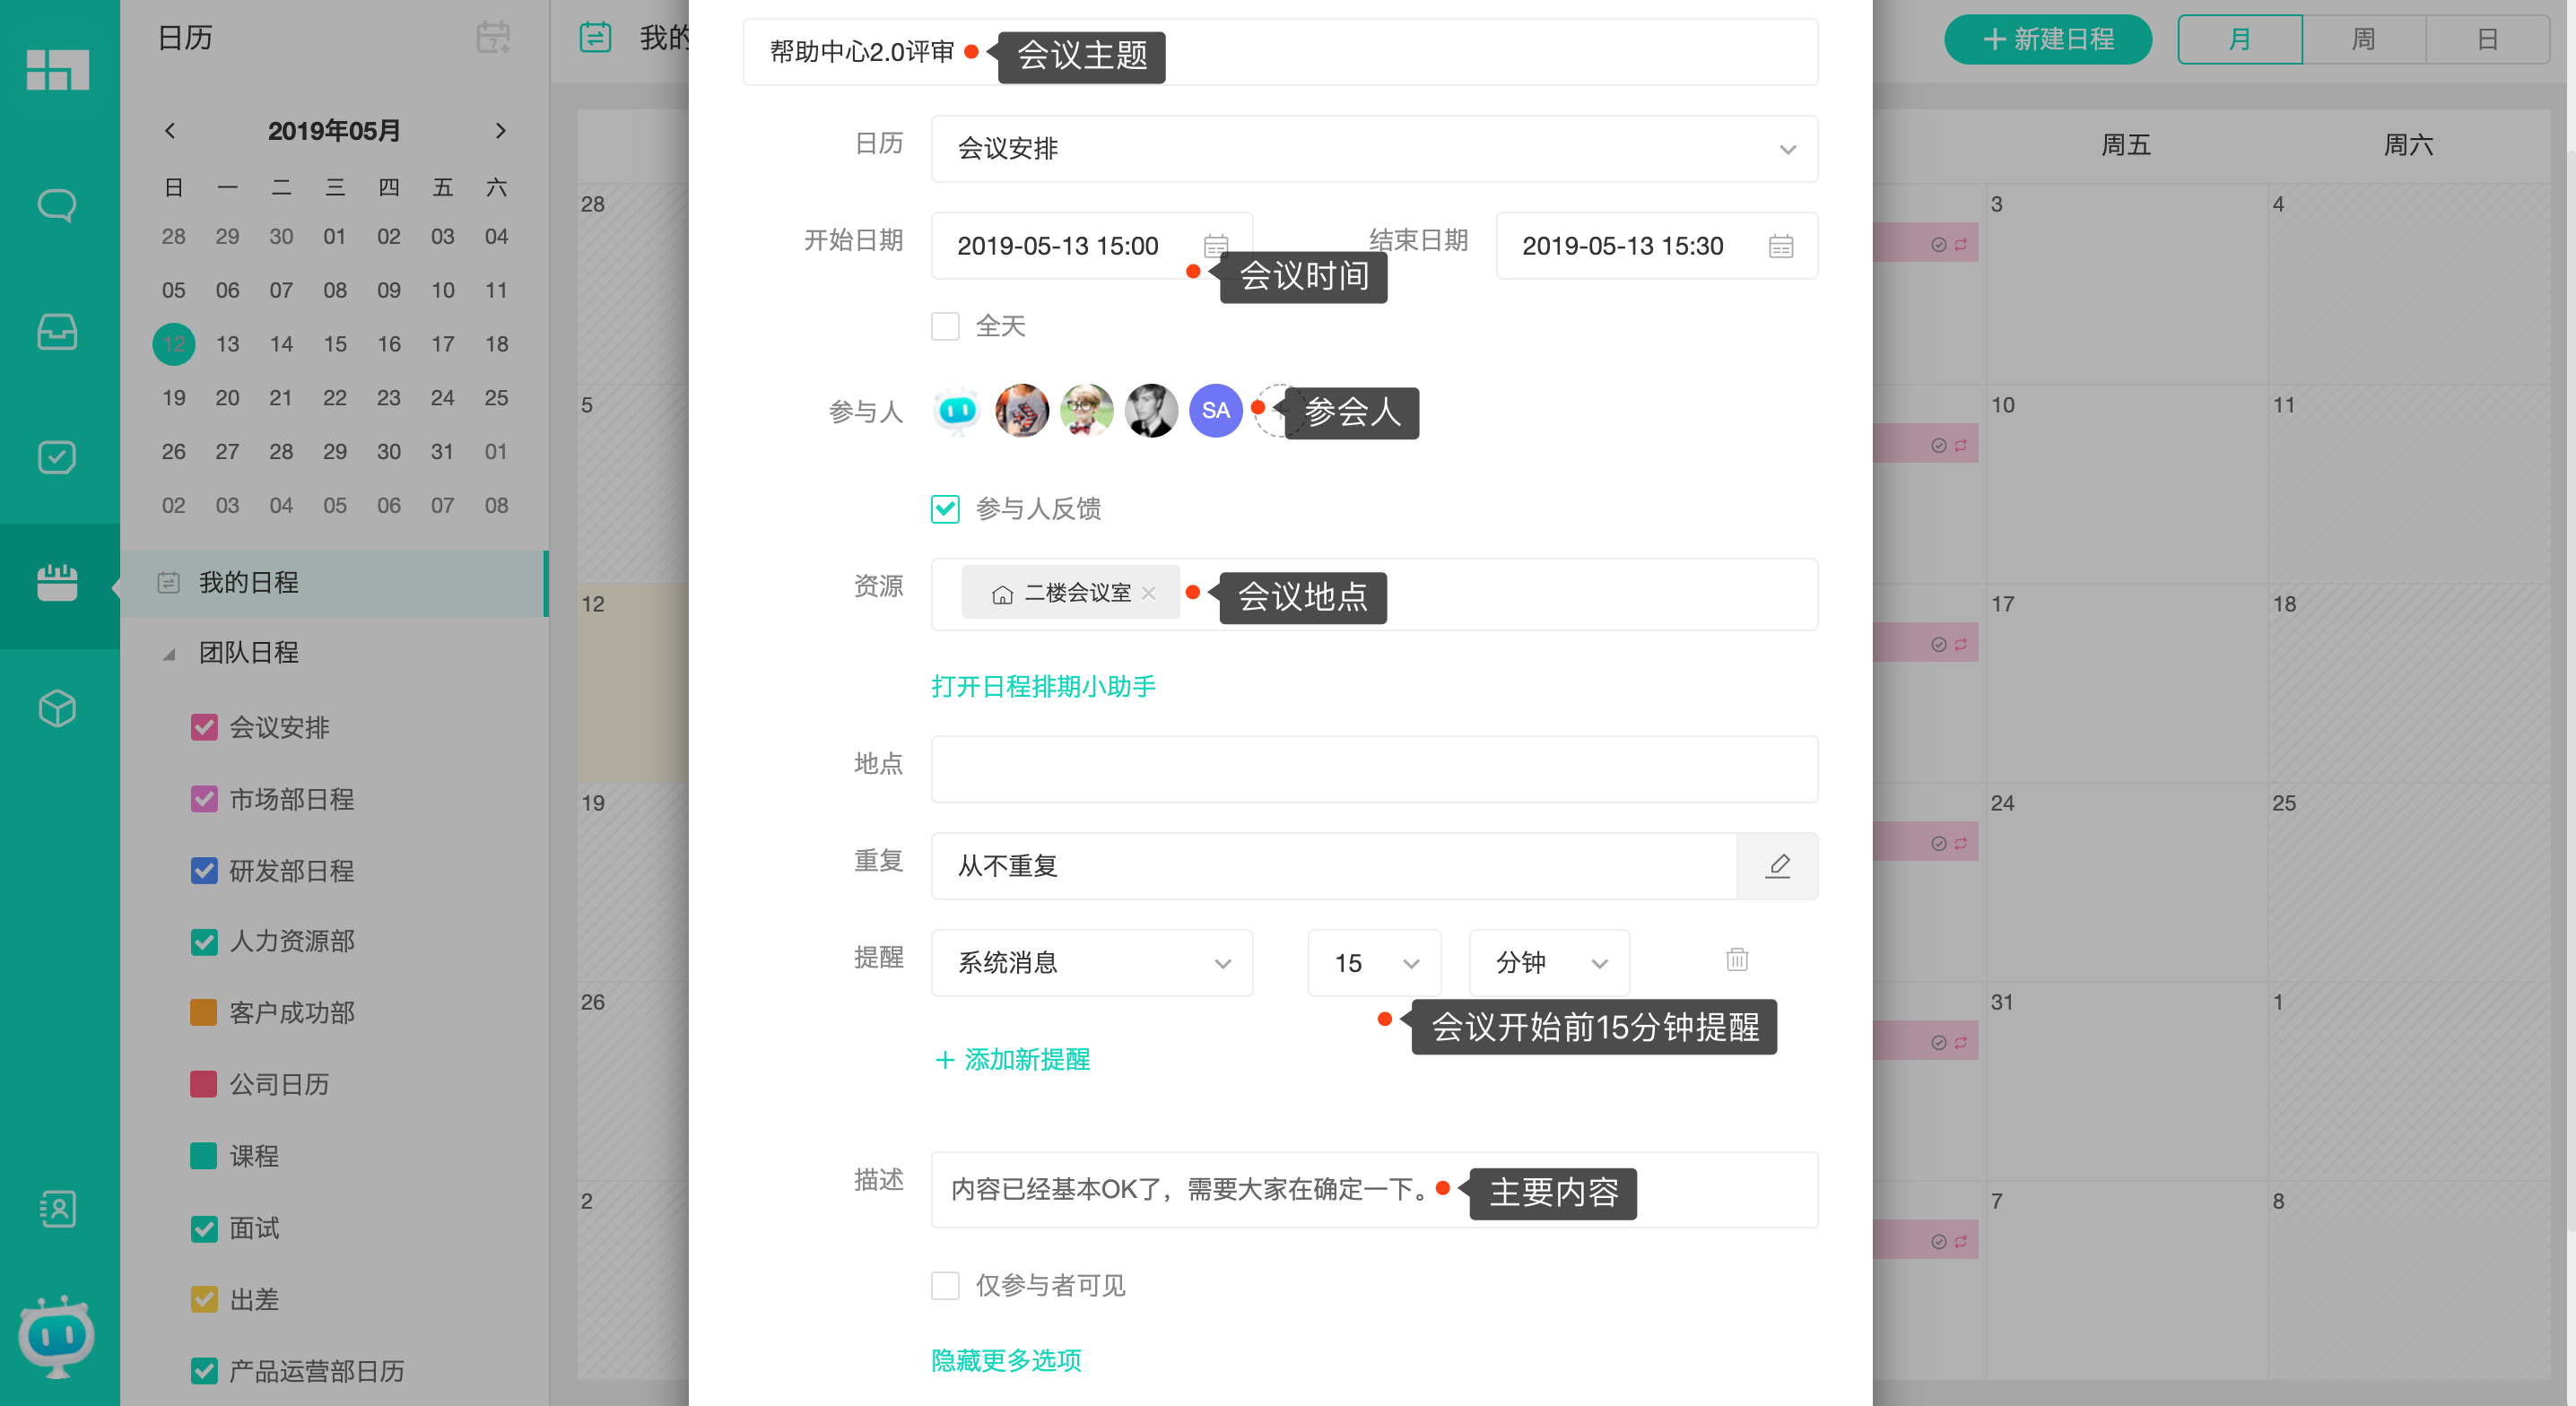 日历
2019年05月
日 一 二 三 四 五 六
28 29 30 01 02 03 04
05 06 07 08 09 10 11
12 13 14 15 16 17 18
19 20 21 22 23 24 25
26 27 28 29 30 31 01
02 03 04 05 06 07 08
我的日程
团队日程
会议安排
市场部日程
研发部日程
人力资源部
客户成功部
公司日历
课程
面试
出差
产品运营部日历
我的
新建日程
月 周 日
周五 周六
28 3 4
5 10 11
12 17 18
19 24 25
26 31 1
2 7 8
帮助中心2.0评审 会议主题
日历 会议安排
开始日期 2019-05-13 15:00 结束日期 2019-05-13 15:30
会议时间
全天
参与人 SA 参会人
参与人反馈
资源 二楼会议室 会议地点
打开日程排期小助手
地点
重复 从不重复
提醒 系统消息 15 分钟
会议开始前15分钟提醒
添加新提醒
描述 内容已经基本OK了，需要大家在确定一下。 主要内容
仅参与者可见
隐藏更多选项